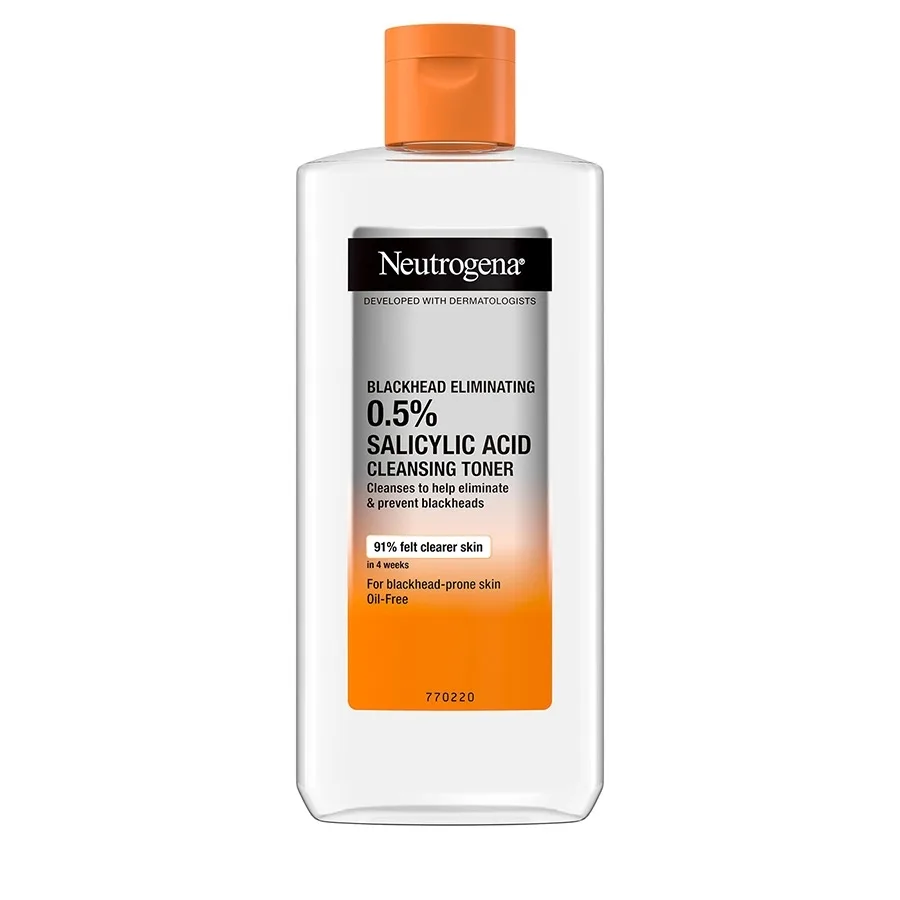 Neutrogena®
DEVELOPED WITH DERMATOLOGISTS
BLACKHEAD ELIMINATING
0.5%
SALICYLIC ACID
CLEANSING TONER
Cleanses to help eliminate
& prevent blackheads
91% felt clearer skin
in 4 weeks
For blackhead-prone skin
Oil-Free
770220